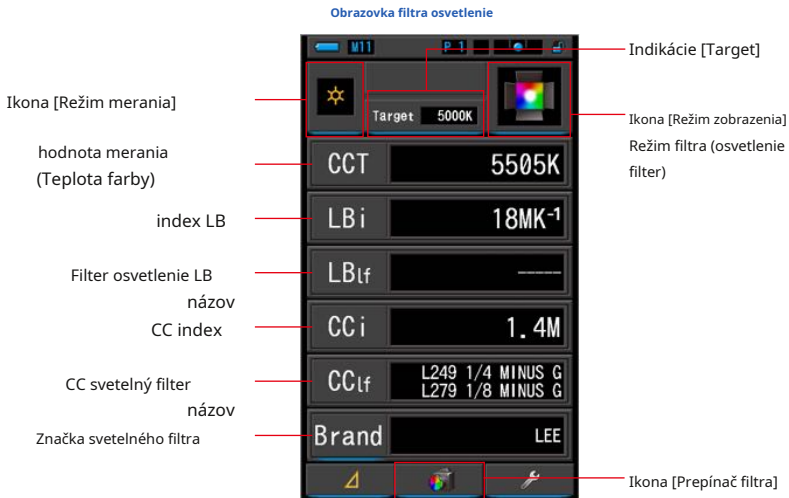 Obrazovka filtra osvetlenie
M11 P 1
Indikácie [Target]
Ikona [Režim merania]
Target 5000K
Ikona [Režim zobrazenia]
Režim filtra (osvetlenie
filter)
hodnota merania
(Teplota farby)
CCT 5505K
index LB
LBi 18MK-1
Filter osvetlenie LB
názov
LBlf -----
CC index
CCi 1.4M
CC svetelný filter
názov
CClf L249 1/4 MINUS G
L279 1/8 MINUS G
Značka svetelného filtra
Brand LEE
Ikona [Prepínač filtra]